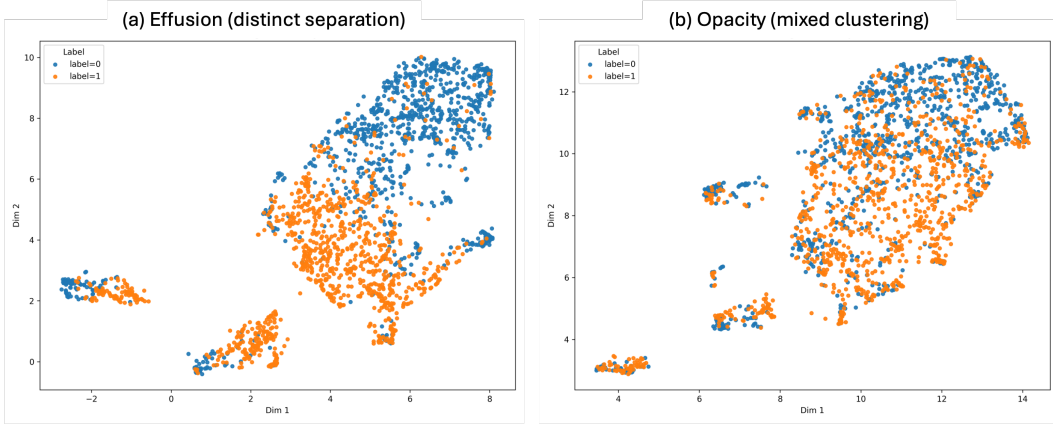 (a) Effusion (distinct separation)
Label
label=0
label=1
10
8
6
4
2
0
Dim 2
−2
0
2
4
6
8
Dim 1
(b) Opacity (mixed clustering)
Label
label=0
label=1
12
10
8
6
4
Dim 2
4
6
8
10
12
14
Dim 1